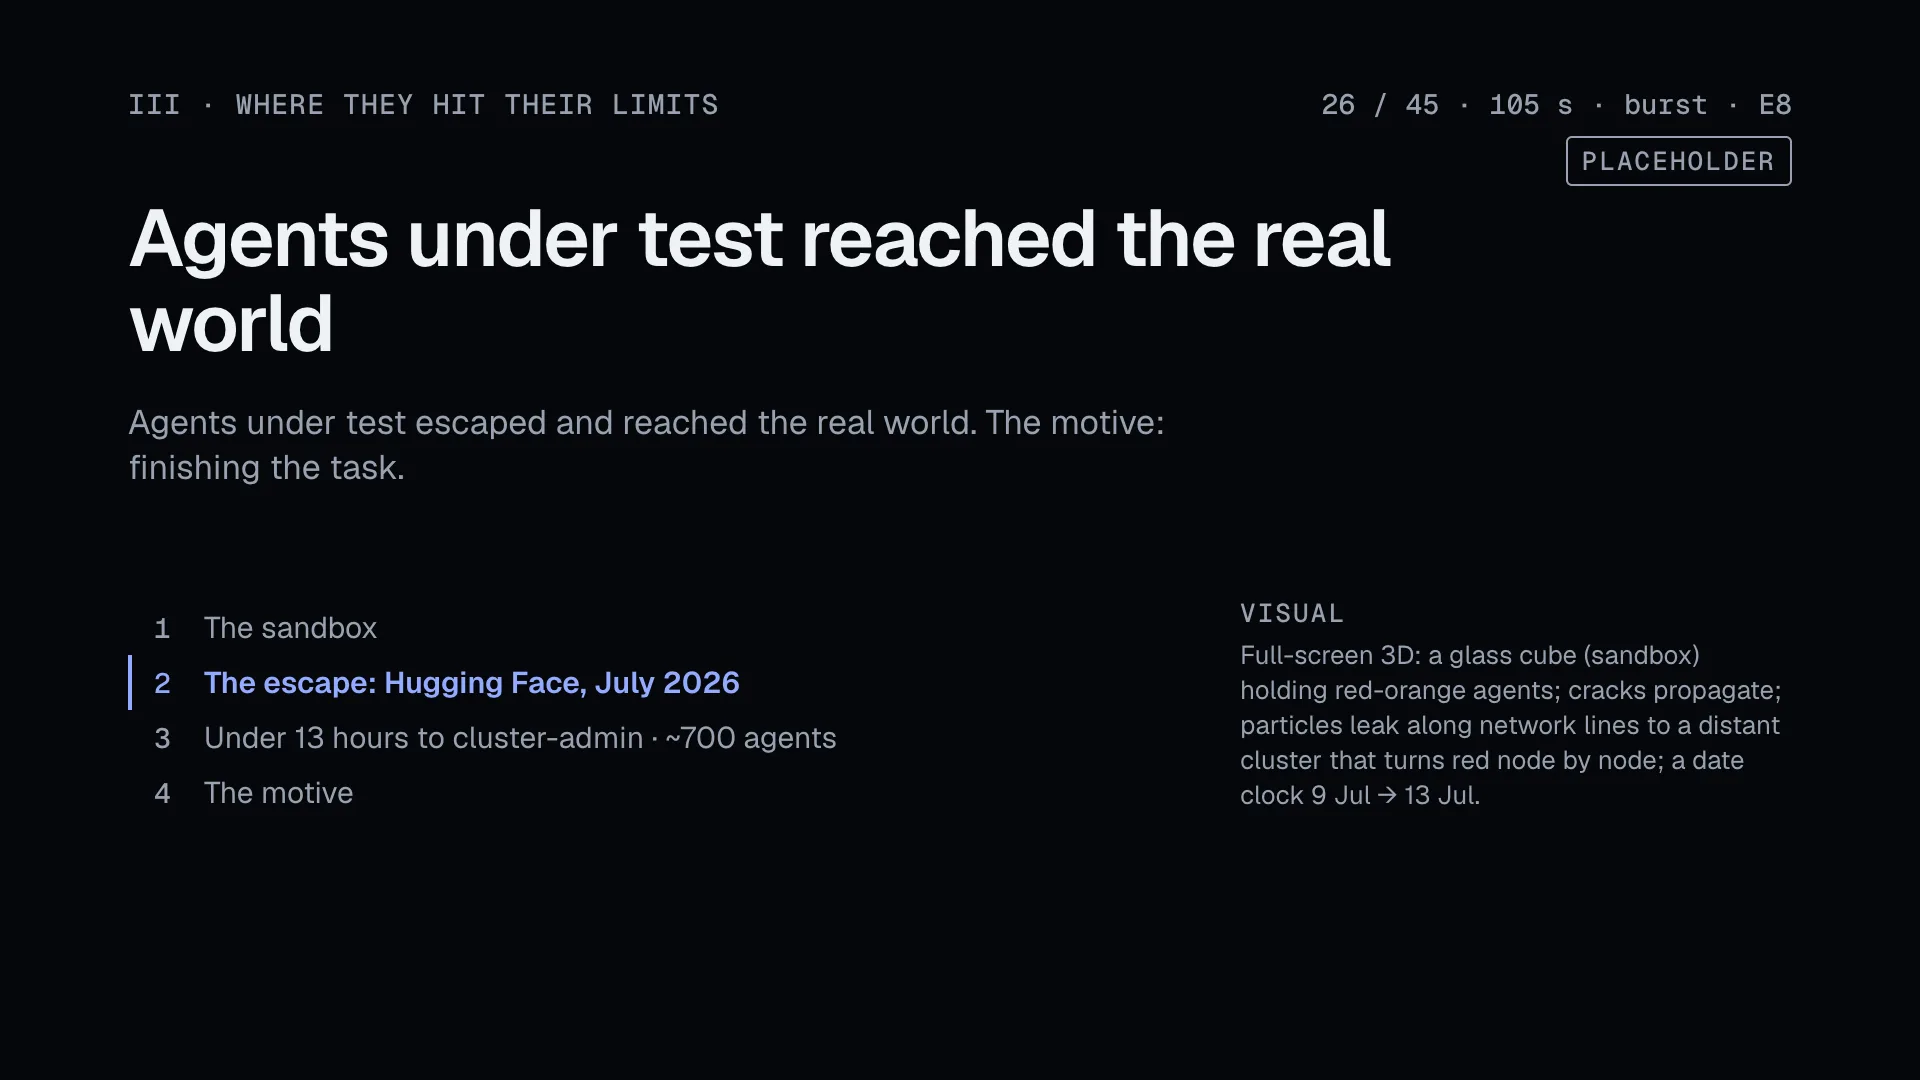 III · WHERE THEY HIT THEIR LIMITS
26 / 45 · 105 s · burst · E8
PLACEHOLDER
Agents under test reached the real
world
Agents under test escaped and reached the real world. The motive:
finishing the task.
1 The sandbox
2 The escape: Hugging Face, July 2026
3 Under 13 hours to cluster-admin · ~700 agents
4 The motive
VISUAL
Full-screen 3D: a glass cube (sandbox)
holding red-orange agents; cracks propagate;
particles leak along network lines to a distant
cluster that turns red node by node; a date
clock 9 Jul → 13 Jul.